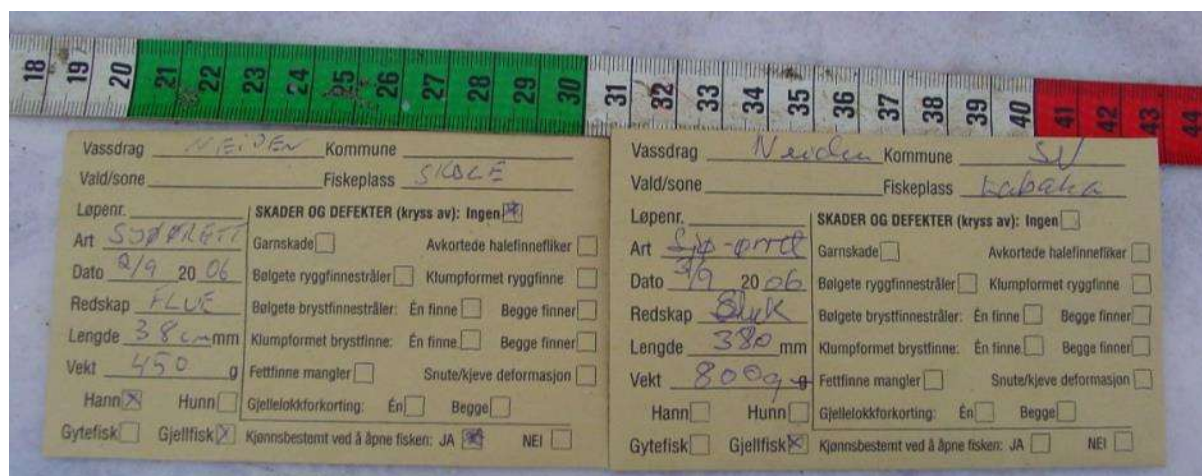 18 19 20 21 22 23 24 25 26 27 28 29 30 31 32 33 34 35 36 37 38 39 40 41 42 43 44
Vassdrag NEIDEN Kommune
Vald/sone Fiskeplass SKOLE
Løpenr. SKADER OG DEFEKTER (kryss av): Ingen
Art SJØØRETT Garnskade Avkortede halefinnefliker
Dato 2/9 20 06 Bølgete ryggfinnestråler Klumpformet ryggfinne
Redskap FLUE Bølgete brystfinnestråler: Én finne Begge finner
Lengde 38 cm mm Klumpformet brystfinne: Én finne Begge finner
Vekt 450 g Fettfinne mangler Snute/kjeve deformasjon
Hann Hunn Gjellelokkforkorting: Én Begge
Gytefisk Gjellfisk Kjønnsbestemt ved å åpne fisken: JA NEI
Vassdrag Neiden Kommune SV
Vald/sone Fiskeplass Labaka
Løpenr. SKADER OG DEFEKTER (kryss av): Ingen
Art Sjø-ørret Garnskade Avkortede halefinnefliker
Dato 3/9 20 06 Bølgete ryggfinnestråler Klumpformet ryggfinne
Redskap Sluk Bølgete brystfinnestråler: Én finne Begge finner
Lengde 380 mm Klumpformet brystfinne: Én finne Begge finner
Vekt 800g g Fettfinne mangler Snute/kjeve deformasjon
Hann Hunn Gjellelokkforkorting: Én Begge
Gytefisk Gjellfisk Kjønnsbestemt ved å åpne fisken: JA NEI